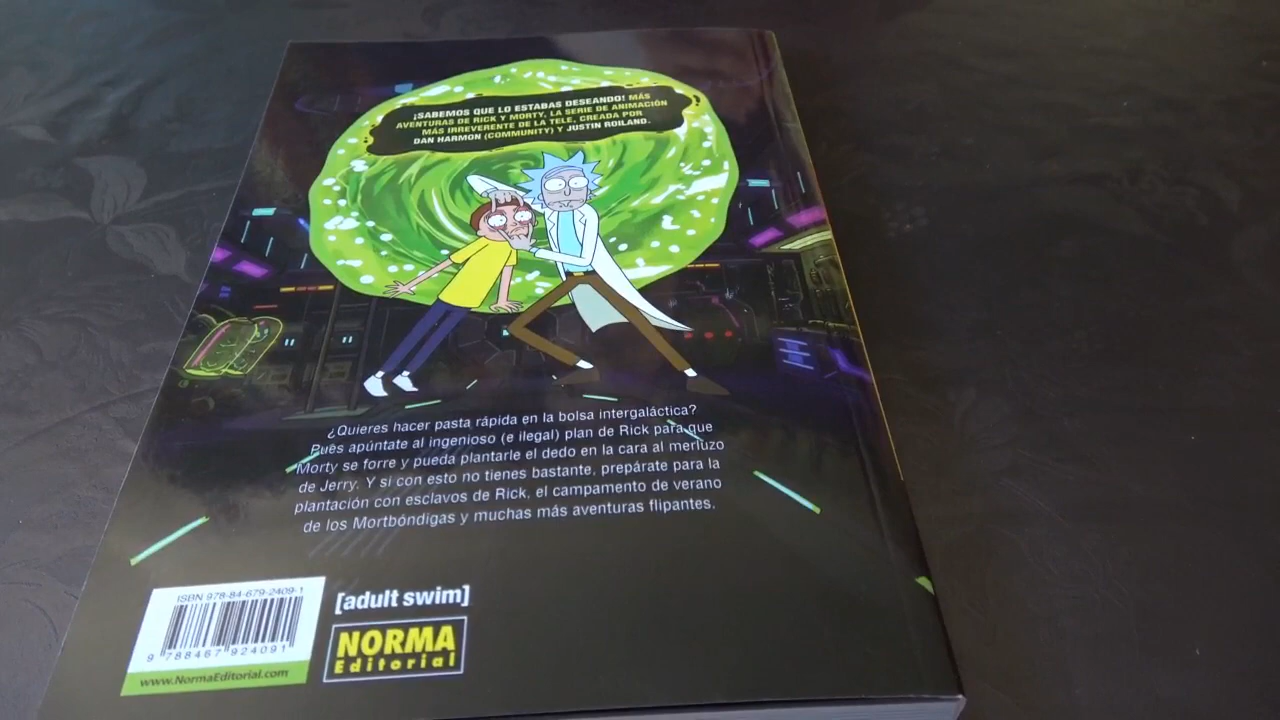 ¡SABEMOS QUE LO ESTABAS DESEANDO! MÁS
AVENTURAS DE RICK Y MORTY, LA SERIE DE ANIMACIÓN
MÁS IRREVERENTE DE LA TELE, CREADA POR
DAN HARMON (COMMUNITY) Y JUSTIN ROILAND.
¿Quieres hacer pasta rápida en la bolsa intergaláctica?
Pues apúntate al ingenioso (e ilegal) plan de Rick para que
Morty se forre y pueda plantarle el dedo en la cara al merluzo
de Jerry. Y si con esto no tienes bastante, prepárate para la
plantación con esclavos de Rick, el campamento de verano
de los Mortbóndigas y muchas más aventuras flipantes.
ISBN 978-84-679-2409-1
9 788467 924091
www.NormaEditorial.com
[adult swim]
NORMA
Editorial